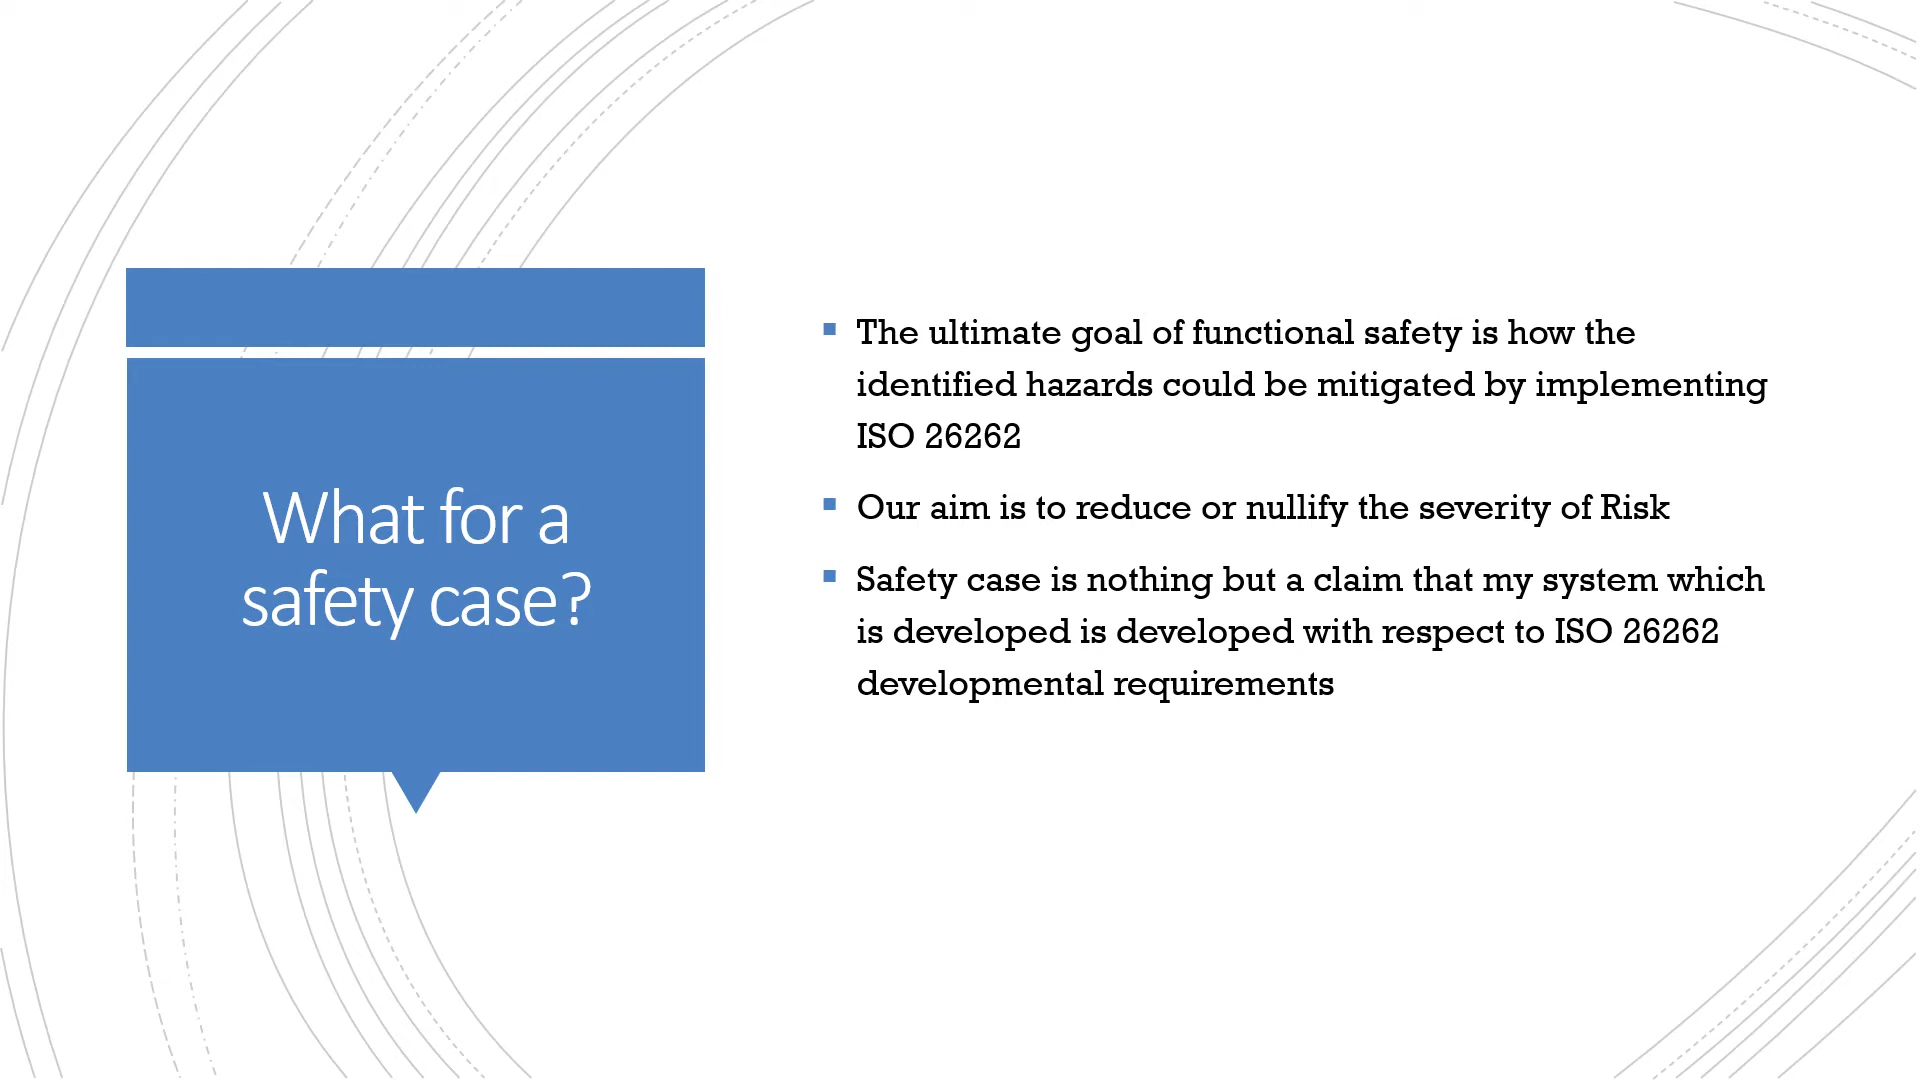 What for a
safety case?
The ultimate goal of functional safety is how the
identified hazards could be mitigated by implementing
ISO 26262
Our aim is to reduce or nullify the severity of Risk
Safety case is nothing but a claim that my system which
is developed is developed with respect to ISO 26262
developmental requirements